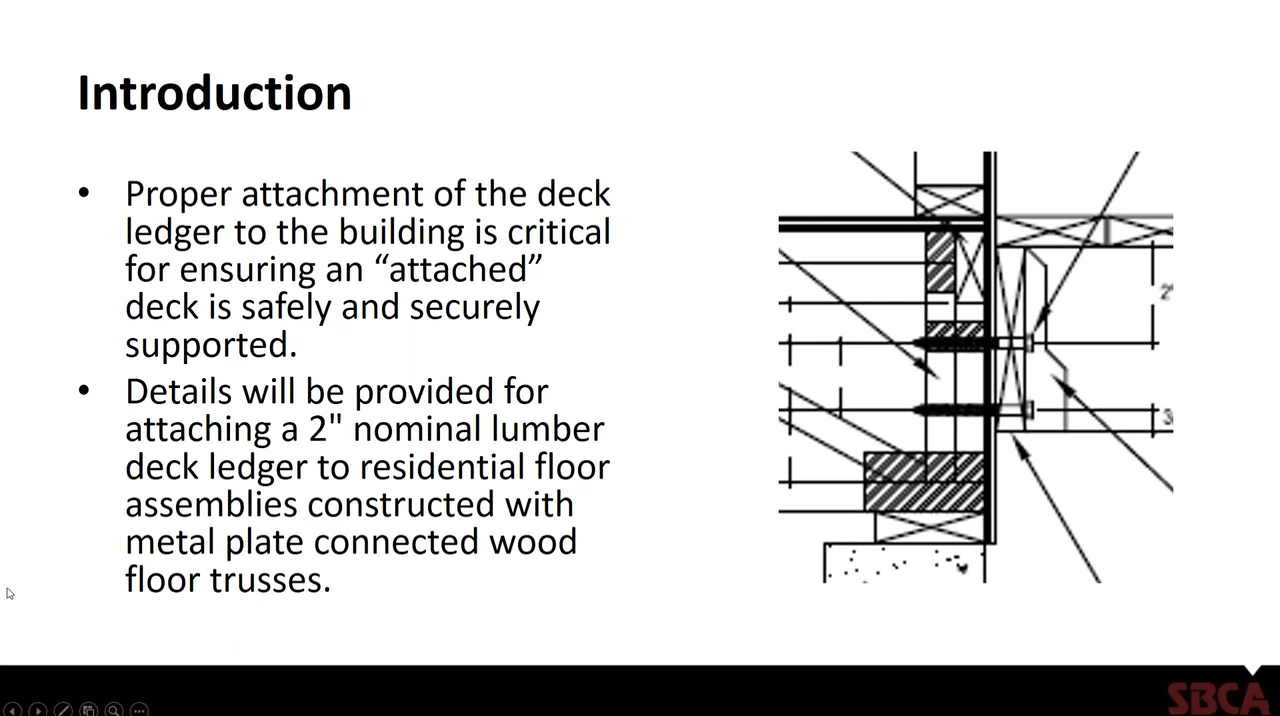 Introduction
• Proper attachment of the deck
ledger to the building is critical
for ensuring an “attached”
deck is safely and securely
supported.
• Details will be provided for
attaching a 2" nominal lumber
deck ledger to residential floor
assemblies constructed with
metal plate connected wood
floor trusses.
2"
3
SBCA